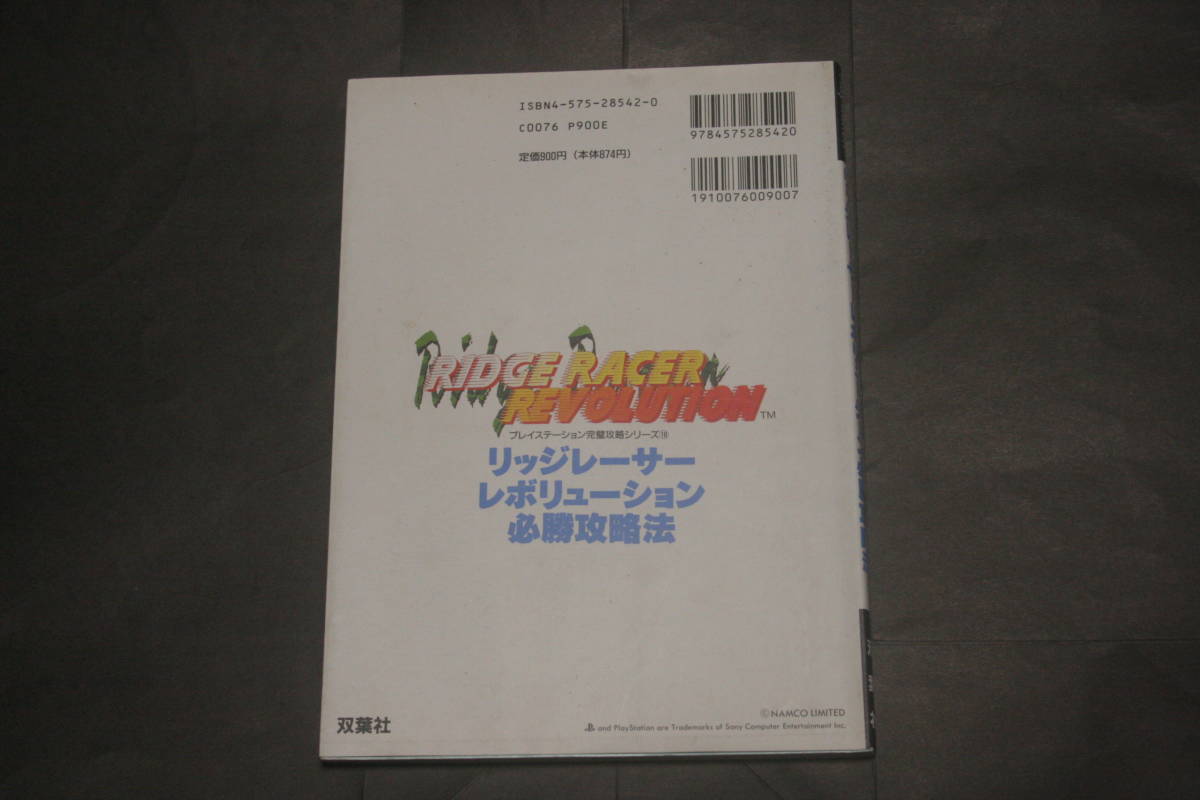 ISBN4-575-28542-0
C0076 P900E
定価900円(本体874円)
9784575285420
1910076009007
RIDGE RACER
REVOLUTION™
プレイステーション完璧攻略シリーズ⑲
リッジレーサー
レボリューション
必勝攻略法
双葉社
©NAMCO LIMITED
and PlayStation are Trademarks of Sony Computer Entertainment Inc.